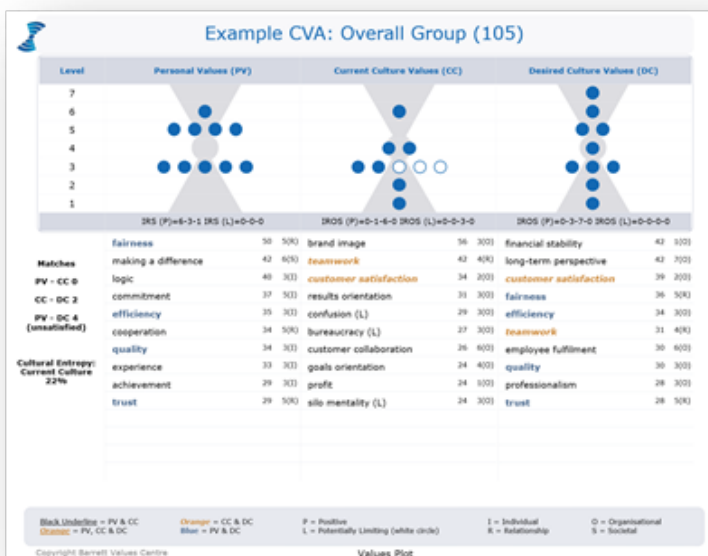 Example CVA: Overall Group (105)
Level Personal Values (PV) Current Culture Values (CC) Desired Culture Values (DC)
7
6
5
4
3
2
1
IRS (P)=6-3-1 IRS (L)=0-0-0 IROS (P)=0-1-6-0 IROS (L)=0-0-3-0 IROS (P)=0-3-7-0 IROS (L)=0-0-0-0
Matches
PV - CC 0
CC - DC 2
PV - DC 4
(unsatisfied)
Cultural Entropy:
Current Culture
22%
fairness 50 5(R)
making a difference 42 6(S)
logic 40 3(I)
commitment 37 5(I)
efficiency 35 3(I)
cooperation 34 5(R)
quality 34 3(I)
experience 33 3(I)
achievement 29 3(I)
trust 29 5(R)
brand image 56 3(O)
teamwork 42 4(R)
customer satisfaction 34 2(O)
results orientation 31 3(O)
confusion (L) 29 3(O)
bureaucracy (L) 27 3(O)
customer collaboration 26 6(O)
goals orientation 24 4(O)
profit 24 1(O)
silo mentality (L) 24 3(O)
financial stability 42 1(O)
long-term perspective 42 7(O)
customer satisfaction 39 2(O)
fairness 36 5(R)
efficiency 34 3(O)
teamwork 31 4(R)
employee fulfilment 30 6(O)
quality 30 3(O)
professionalism 28 3(O)
trust 28 5(R)
Black Underline = PV & CC Orange = CC & DC P = Positive I = Individual O = Organisational
Orange = PV, CC & DC Blue = PV & DC L = Potentially Limiting (white circle) R = Relationship S = Societal
Copyright Barrett Values Centre Values Plot